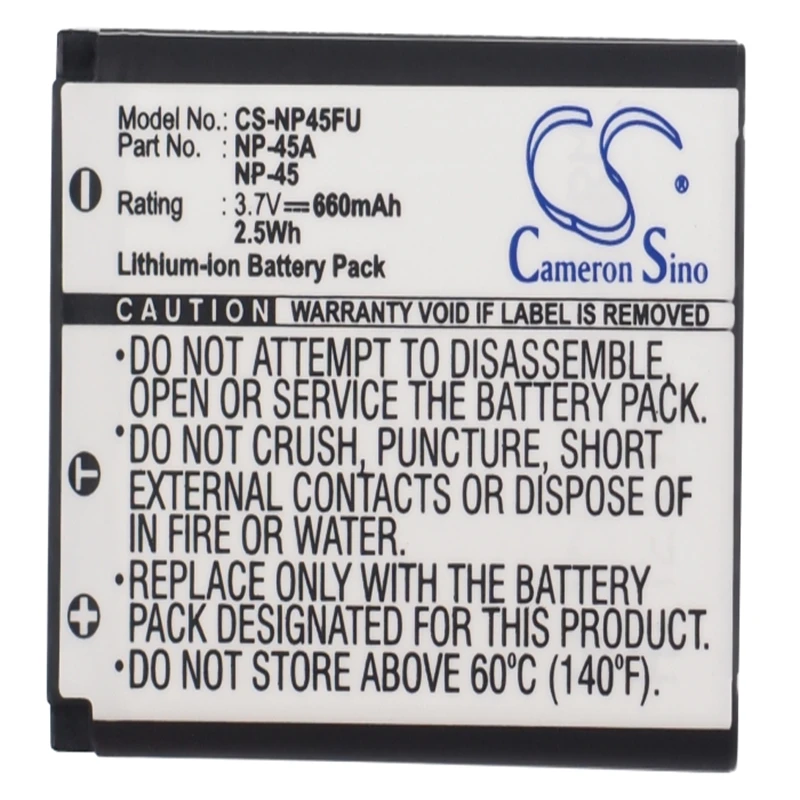 Model No.: CS-NP45FU
Part No. : NP-45A
NP-45
Rating : 3.7V⎓660mAh
2.5Wh
Lithium-ion Battery Pack
CS
®
Cameron Sino
−
T
+
CAUTION WARRANTY VOID IF LABEL IS REMOVED
•DO NOT ATTEMPT TO DISASSEMBLE,
OPEN OR SERVICE THE BATTERY PACK.
•DO NOT CRUSH, PUNCTURE, SHORT
EXTERNAL CONTACTS OR DISPOSE OF
IN FIRE OR WATER.
•REPLACE ONLY WITH THE BATTERY
PACK DESIGNATED FOR THIS UNIT.
•DO NOT STORE ABOVE 60ºC (140ºF).